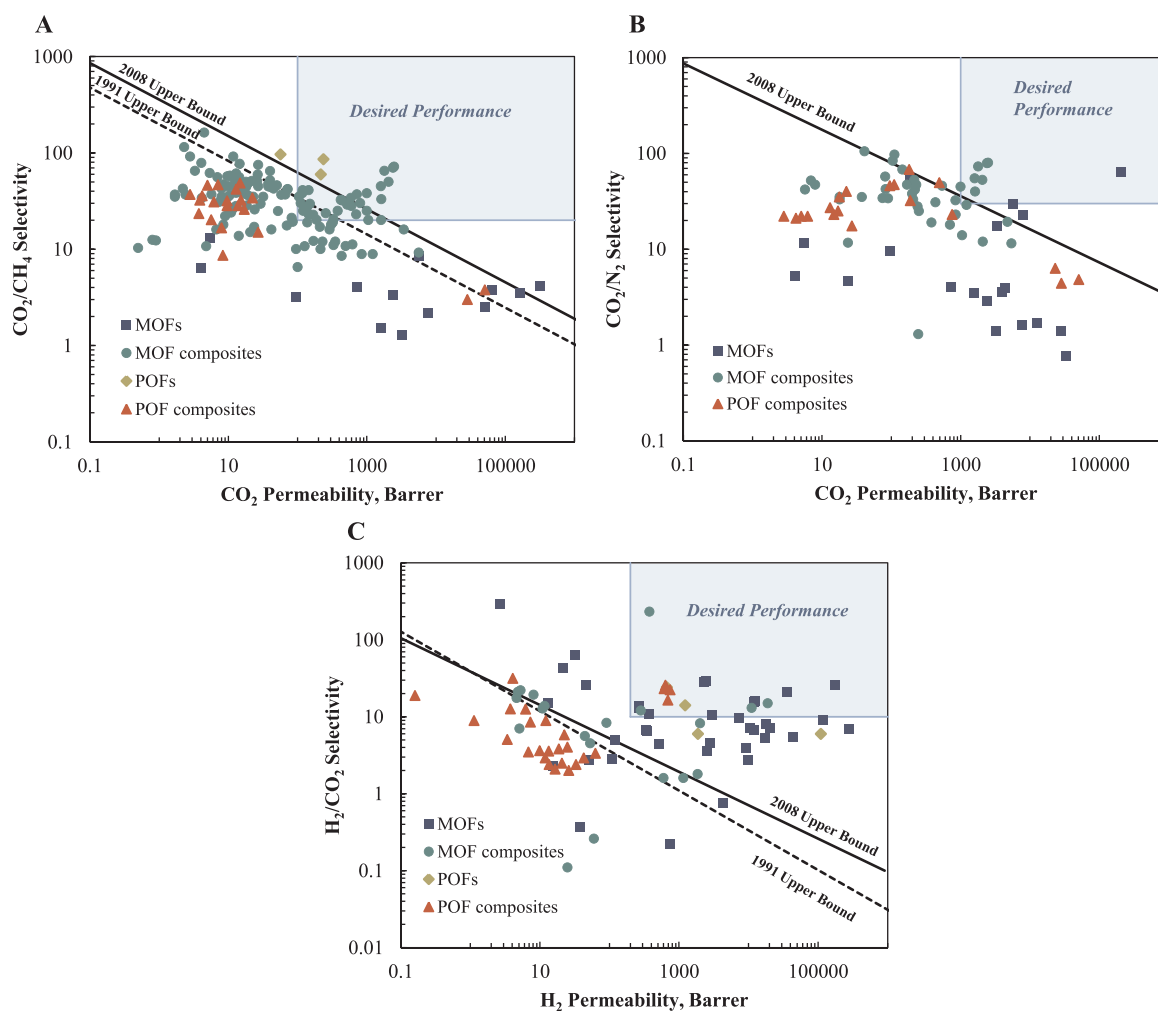 A
CO2/CH4 Selectivity
1000
100
10
1
0.1
2008 Upper Bound
1991 Upper Bound
Desired Performance
MOFs
MOF composites
POFs
POF composites
0.1
10
1000
100000
CO2 Permeability, Barrer
B
CO2/N2 Selectivity
1000
100
10
1
0.1
2008 Upper Bound
Desired
Performance
MOFs
MOF composites
POF composites
0.1
10
1000
100000
CO2 Permeability, Barrer
C
H2/CO2 Selectivity
1000
100
10
1
0.1
0.01
Desired Performance
2008 Upper Bound
1991 Upper Bound
MOFs
MOF composites
POFs
POF composites
0.1
10
1000
100000
H2 Permeability, Barrer